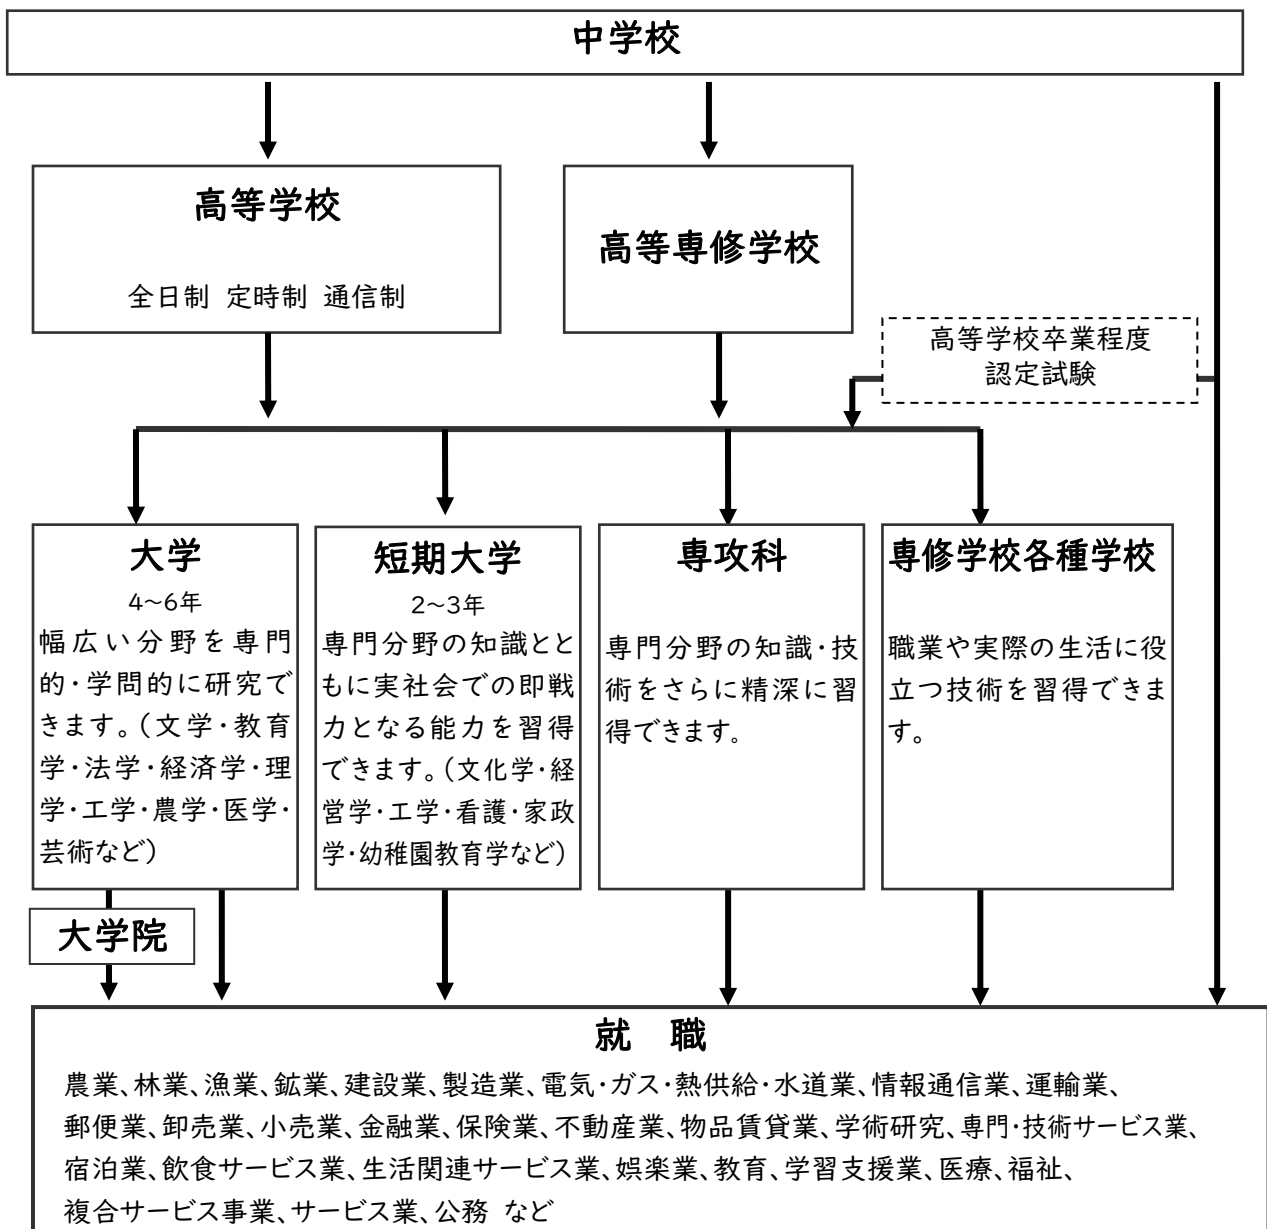 中学校
高等学校
全日制 定時制 通信制
高等専修学校
高等学校卒業程度
認定試験
大学
4~6年
幅広い分野を専門
的・学問的に研究で
きます。(文学・教育
学・法学・経済学・理
学・工学・農学・医学・
芸術など)
短期大学
2~3年
専門分野の知識とと
もに実社会での即戦
力となる能力を習得
できます。(文化学・経
営学・工学・看護・家政
学・幼稚園教育学など)
専攻科
専門分野の知識・技
術をさらに精深に習
得できます。
専修学校各種学校
職業や実際の生活に役
立つ技術を習得できま
す。
大学院
就 職
農業、林業、漁業、鉱業、建設業、製造業、電気・ガス・熱供給・水道業、情報通信業、運輸業、
郵便業、卸売業、小売業、金融業、保険業、不動産業、物品賃貸業、学術研究、専門・技術サービス業、
宿泊業、飲食サービス業、生活関連サービス業、娯楽業、教育、学習支援業、医療、福祉、
複合サービス事業、サービス業、公務 など